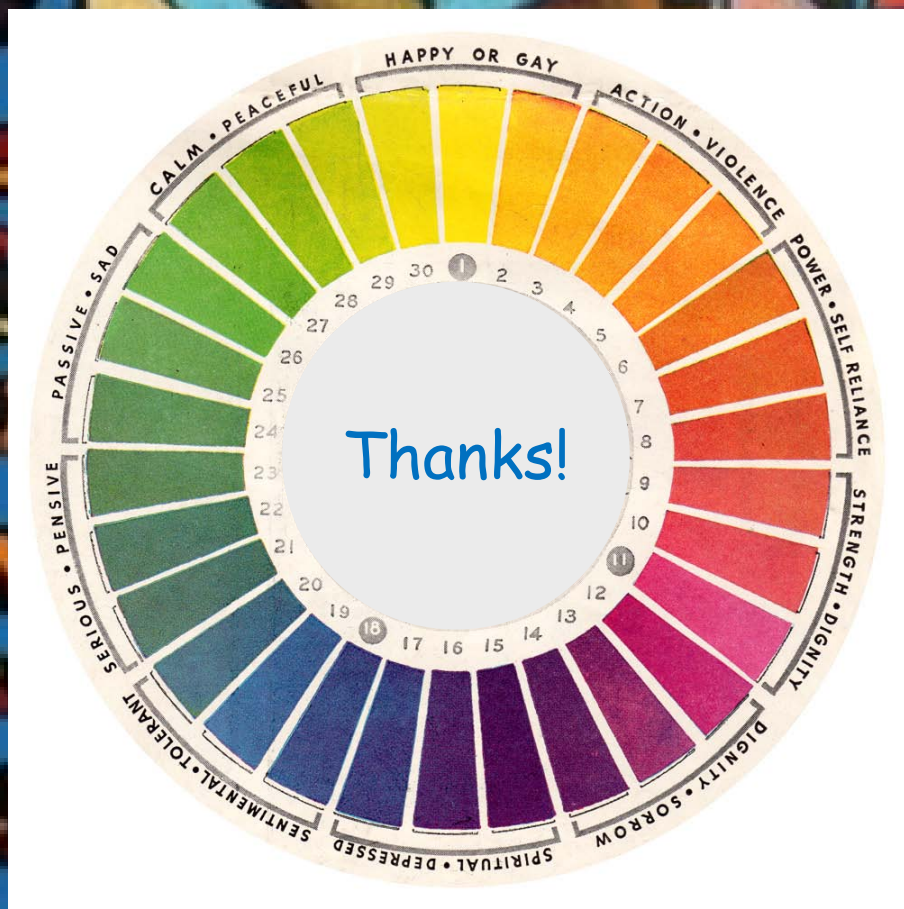 HAPPY OR GAY
ACTION • VIOLENCE
POWER • SELF RELIANCE
STRENGTH • DIGNITY
DIGNITY • SORROW
SPIRITUAL • DEPRESSED
SENTIMENTAL • TOLERANT
SERIOUS • PENSIVE
PASSIVE • SAD
CALM • PEACEFUL
1
2
3
4
5
6
7
8
9
10
11
12
13
14
15
16
17
18
19
20
21
22
23
24
25
26
27
28
29
30
Thanks!